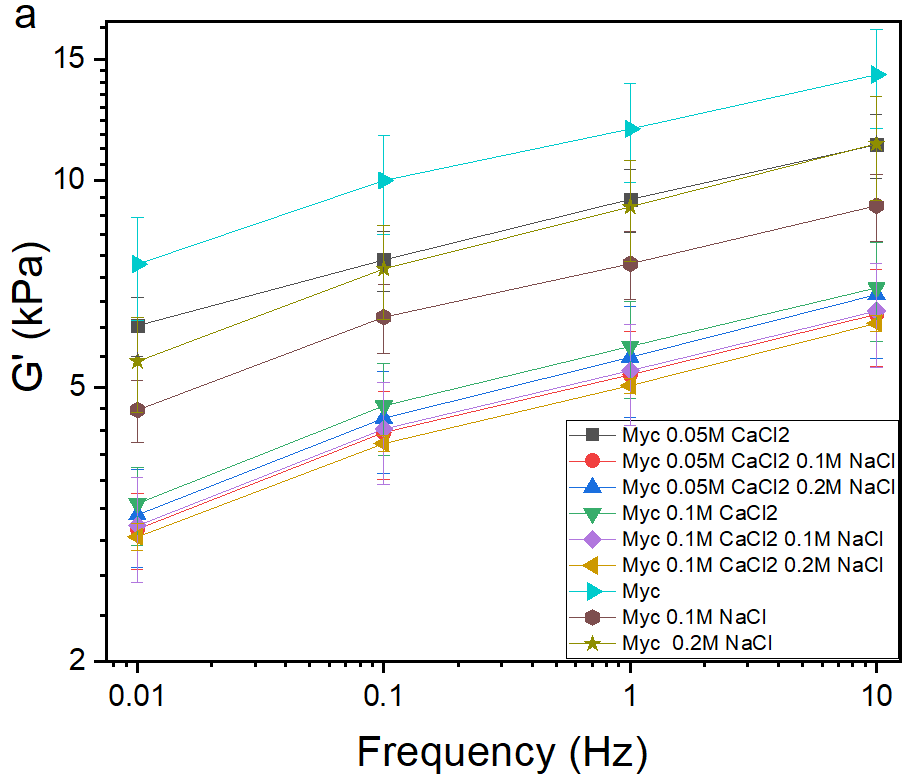 a
15
10
5
2
G' (kPa)
Myc 0.05M CaCl2
Myc 0.05M CaCl2 0.1M NaCl
Myc 0.05M CaCl2 0.2M NaCl
Myc 0.1M CaCl2
Myc 0.1M CaCl2 0.1M NaCl
Myc 0.1M CaCl2 0.2M NaCl
Myc
Myc 0.1M NaCl
Myc  0.2M NaCl
0.01 0.1 1 10
Frequency (Hz)